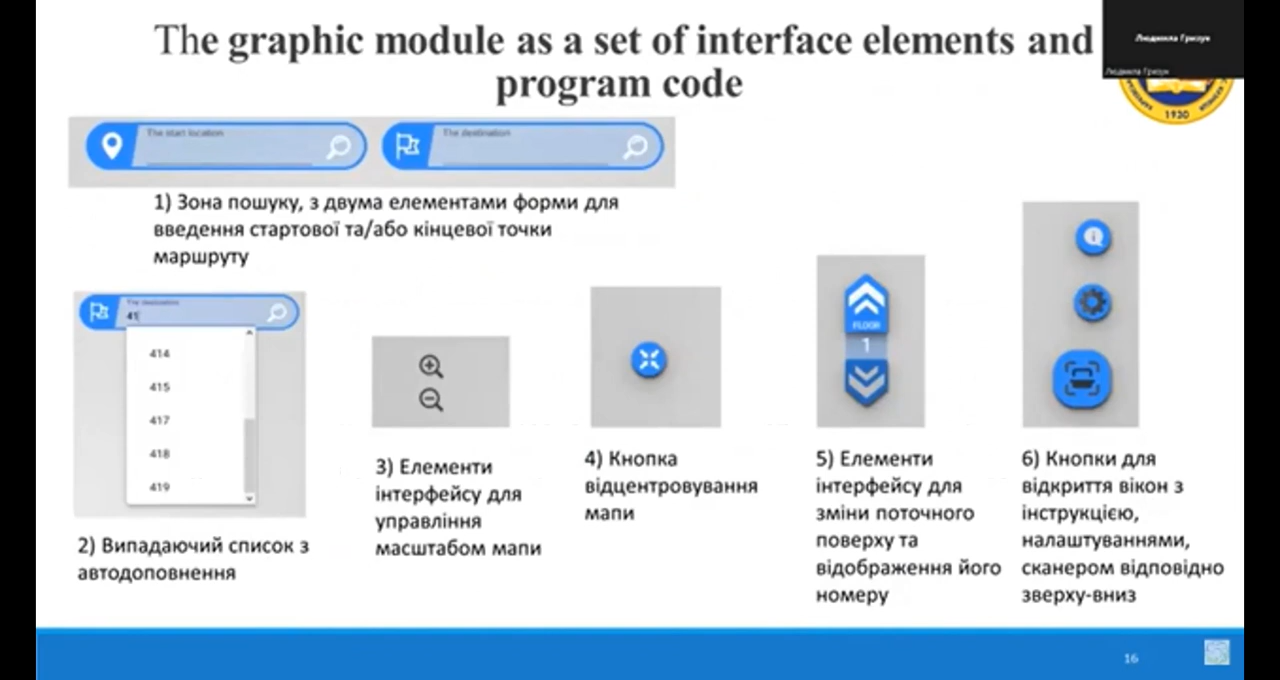 The graphic module as a set of interface elements and
program code
Людмила Гризук
Людмила Гризук
1930
The start location
The destination
1) Зона пошуку, з двума елементами форми для
введення стартової та/або кінцевої точки
маршруту
The destination
41
414
415
417
418
419
2) Випадаючий список з
автодоповнення
3) Елементи
інтерфейсу для
управління
масштабом мапи
4) Кнопка
відцентровування
мапи
FLOOR
1
5) Елементи
інтерфейсу для
зміни поточного
поверху та
відображення його
номеру
6) Кнопки для
відкриття вікон з
інструкцією,
налаштуваннями,
сканером відповідно
зверху-вниз
16